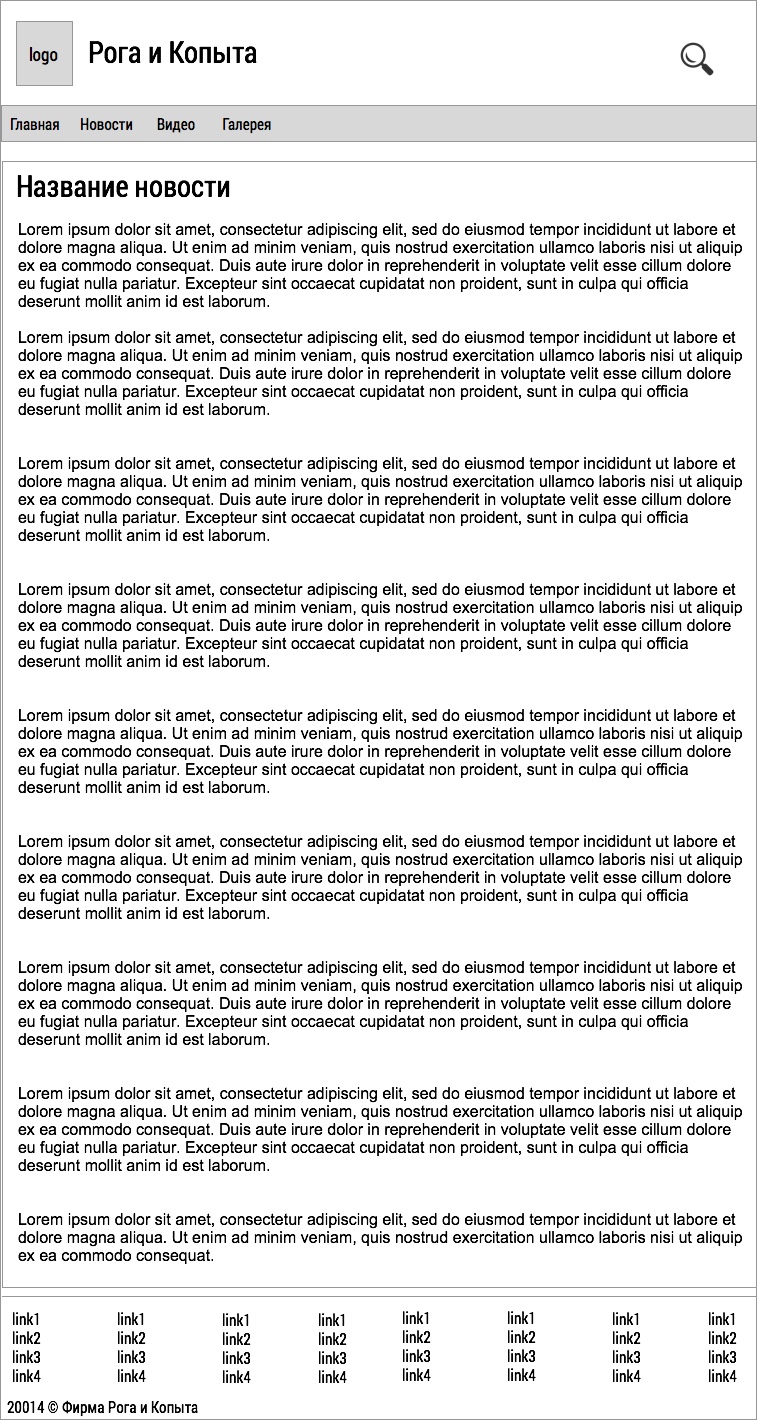 logo
Рога и Копыта
Главная Новости Видео Галерея
Название новости
Lorem ipsum dolor sit amet, consectetur adipiscing elit, sed do eiusmod tempor incididunt ut labore et
dolore magna aliqua. Ut enim ad minim veniam, quis nostrud exercitation ullamco laboris nisi ut aliquip
ex ea commodo consequat. Duis aute irure dolor in reprehenderit in voluptate velit esse cillum dolore
eu fugiat nulla pariatur. Excepteur sint occaecat cupidatat non proident, sunt in culpa qui officia
deserunt mollit anim id est laborum.
Lorem ipsum dolor sit amet, consectetur adipiscing elit, sed do eiusmod tempor incididunt ut labore et
dolore magna aliqua. Ut enim ad minim veniam, quis nostrud exercitation ullamco laboris nisi ut aliquip
ex ea commodo consequat. Duis aute irure dolor in reprehenderit in voluptate velit esse cillum dolore
eu fugiat nulla pariatur. Excepteur sint occaecat cupidatat non proident, sunt in culpa qui officia
deserunt mollit anim id est laborum.
Lorem ipsum dolor sit amet, consectetur adipiscing elit, sed do eiusmod tempor incididunt ut labore et
dolore magna aliqua. Ut enim ad minim veniam, quis nostrud exercitation ullamco laboris nisi ut aliquip
ex ea commodo consequat. Duis aute irure dolor in reprehenderit in voluptate velit esse cillum dolore
eu fugiat nulla pariatur. Excepteur sint occaecat cupidatat non proident, sunt in culpa qui officia
deserunt mollit anim id est laborum.
Lorem ipsum dolor sit amet, consectetur adipiscing elit, sed do eiusmod tempor incididunt ut labore et
dolore magna aliqua. Ut enim ad minim veniam, quis nostrud exercitation ullamco laboris nisi ut aliquip
ex ea commodo consequat. Duis aute irure dolor in reprehenderit in voluptate velit esse cillum dolore
eu fugiat nulla pariatur. Excepteur sint occaecat cupidatat non proident, sunt in culpa qui officia
deserunt mollit anim id est laborum.
Lorem ipsum dolor sit amet, consectetur adipiscing elit, sed do eiusmod tempor incididunt ut labore et
dolore magna aliqua. Ut enim ad minim veniam, quis nostrud exercitation ullamco laboris nisi ut aliquip
ex ea commodo consequat. Duis aute irure dolor in reprehenderit in voluptate velit esse cillum dolore
eu fugiat nulla pariatur. Excepteur sint occaecat cupidatat non proident, sunt in culpa qui officia
deserunt mollit anim id est laborum.
Lorem ipsum dolor sit amet, consectetur adipiscing elit, sed do eiusmod tempor incididunt ut labore et
dolore magna aliqua. Ut enim ad minim veniam, quis nostrud exercitation ullamco laboris nisi ut aliquip
ex ea commodo consequat. Duis aute irure dolor in reprehenderit in voluptate velit esse cillum dolore
eu fugiat nulla pariatur. Excepteur sint occaecat cupidatat non proident, sunt in culpa qui officia
deserunt mollit anim id est laborum.
Lorem ipsum dolor sit amet, consectetur adipiscing elit, sed do eiusmod tempor incididunt ut labore et
dolore magna aliqua. Ut enim ad minim veniam, quis nostrud exercitation ullamco laboris nisi ut aliquip
ex ea commodo consequat. Duis aute irure dolor in reprehenderit in voluptate velit esse cillum dolore
eu fugiat nulla pariatur. Excepteur sint occaecat cupidatat non proident, sunt in culpa qui officia
deserunt mollit anim id est laborum.
Lorem ipsum dolor sit amet, consectetur adipiscing elit, sed do eiusmod tempor incididunt ut labore et
dolore magna aliqua. Ut enim ad minim veniam, quis nostrud exercitation ullamco laboris nisi ut aliquip
ex ea commodo consequat. Duis aute irure dolor in reprehenderit in voluptate velit esse cillum dolore
eu fugiat nulla pariatur. Excepteur sint occaecat cupidatat non proident, sunt in culpa qui officia
deserunt mollit anim id est laborum.
Lorem ipsum dolor sit amet, consectetur adipiscing elit, sed do eiusmod tempor incididunt ut labore et
dolore magna aliqua. Ut enim ad minim veniam, quis nostrud exercitation ullamco laboris nisi ut aliquip
ex ea commodo consequat.
link1 link1 link1 link1 link1 link1 link1 link1
link2 link2 link2 link2 link2 link2 link2 link2
link3 link3 link3 link3 link3 link3 link3 link3
link4 link4 link4 link4 link4 link4 link4 link4
20014 © Фирма Рога и Копыта